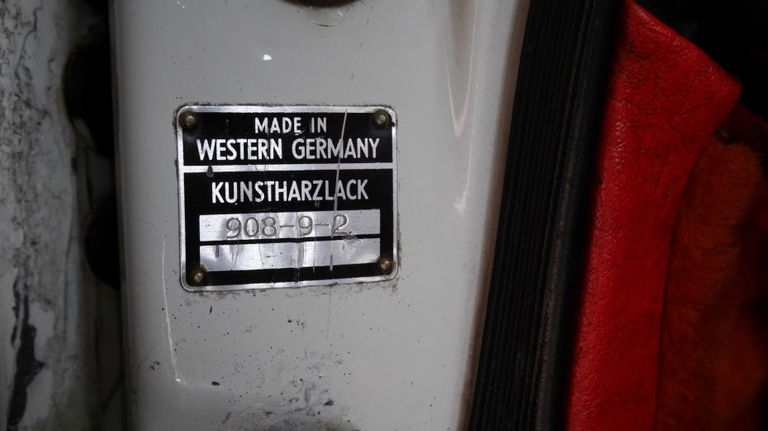 MADE IN
WESTERN GERMANY
KUNSTHARZLACK
908-9-2